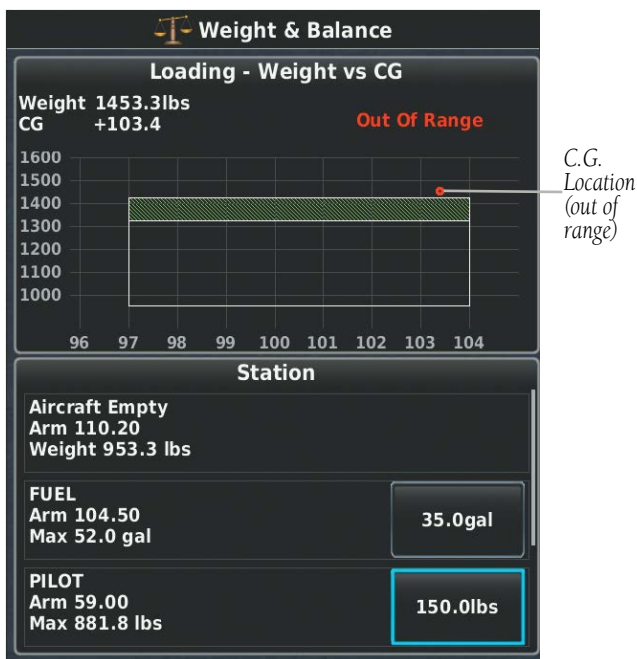 Weight & Balance
Loading - Weight vs CG
Weight 1453.3lbs
CG +103.4
Out Of Range
1600
1500
1400
1300
1200
1100
1000
96 97 98 99 100 101 102 103 104
C.G.
Location
(out of
range)
Station
Aircraft Empty
Arm 110.20
Weight 953.3 lbs
FUEL
Arm 104.50
Max 52.0 gal
35.0gal
PILOT
Arm 59.00
Max 881.8 lbs
150.0lbs